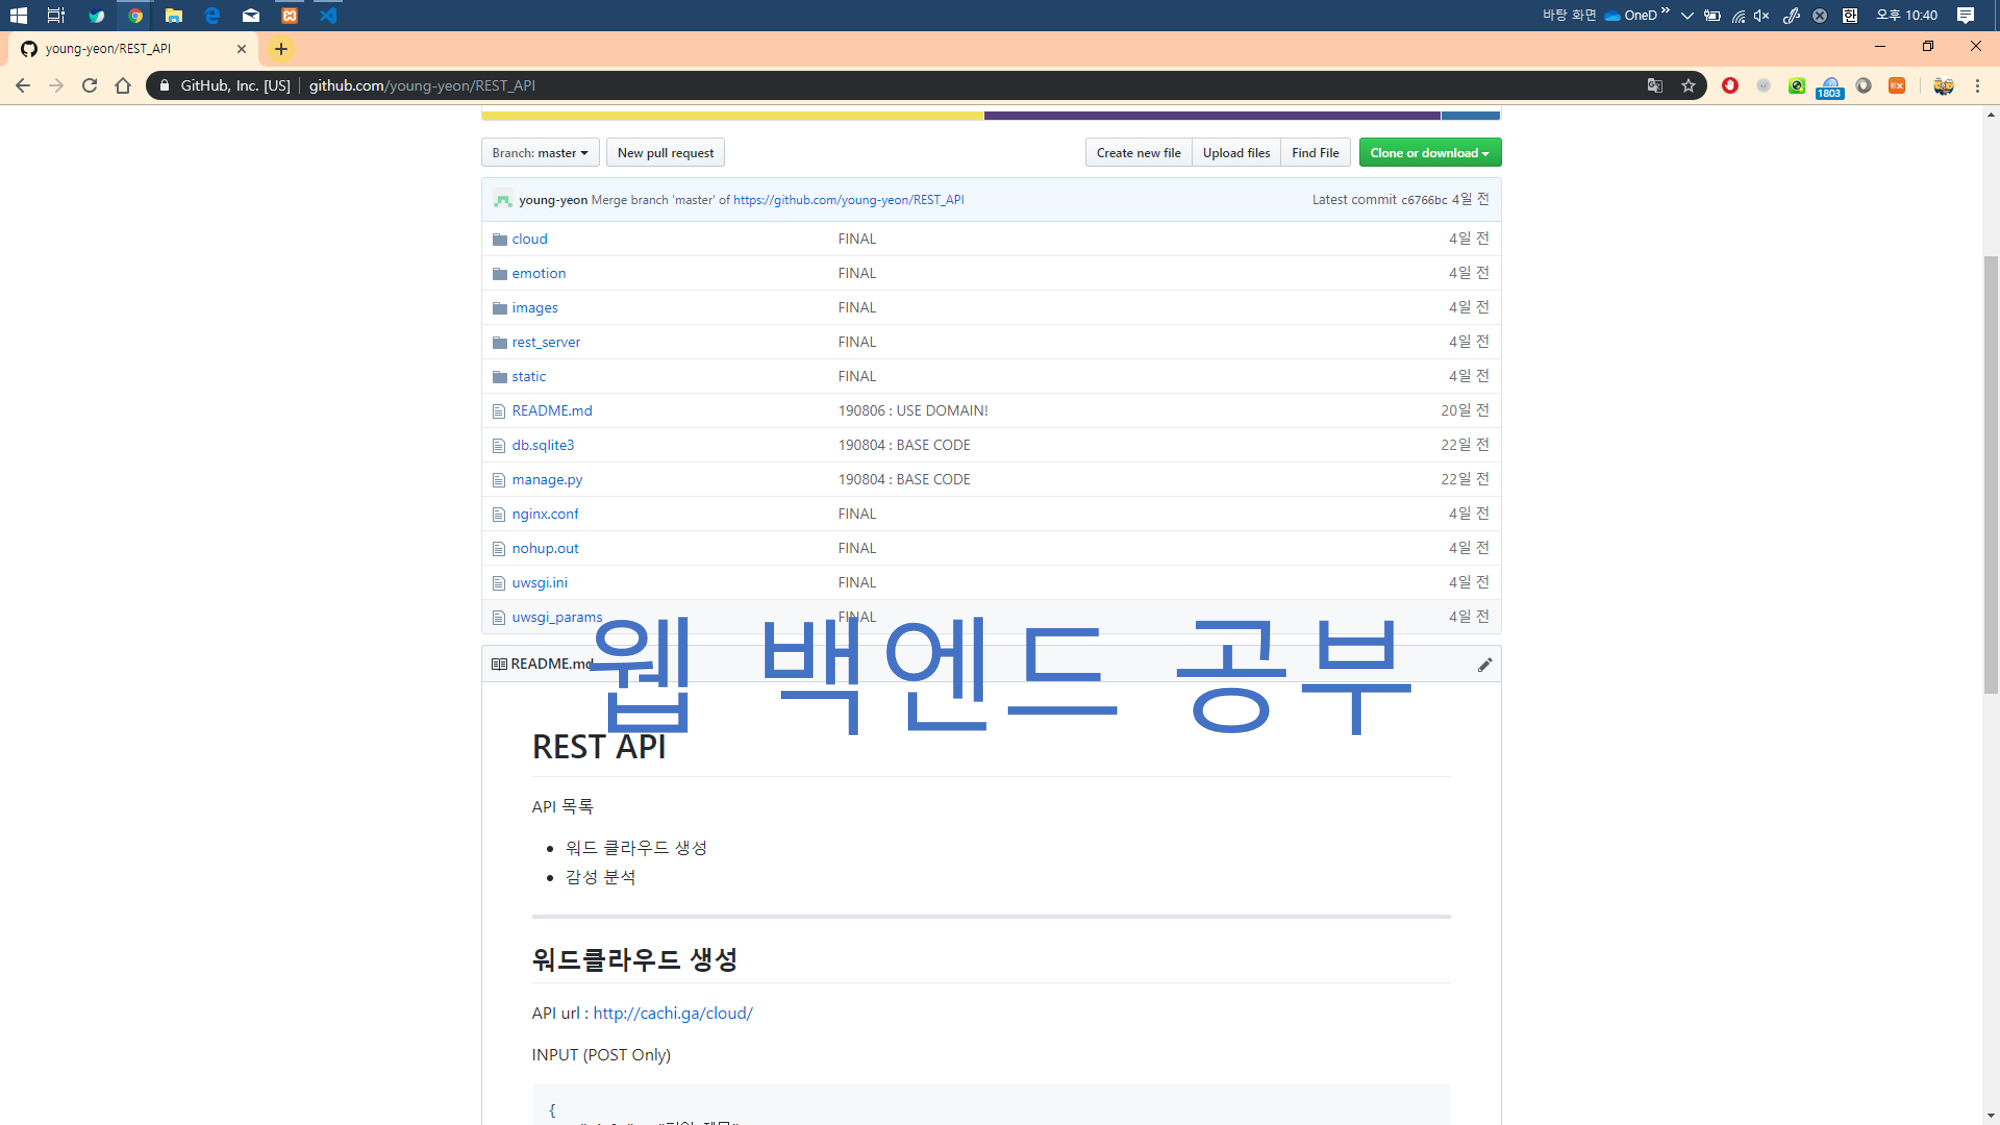 바탕 화면 OneD » 한 오후 10:40
young-yeon/REST_API
GitHub, Inc. [US] github.com/young-yeon/REST_API 1803
Branch: master New pull request Create new file Upload files Find File Clone or download
young-yeon Merge branch 'master' of https://github.com/young-yeon/REST_API Latest commit c6766bc 4일 전
cloud FINAL 4일 전
emotion FINAL 4일 전
images FINAL 4일 전
rest_server FINAL 4일 전
static FINAL 4일 전
README.md 190806 : USE DOMAIN! 20일 전
db.sqlite3 190804 : BASE CODE 22일 전
manage.py 190804 : BASE CODE 22일 전
nginx.conf FINAL 4일 전
nohup.out FINAL 4일 전
uwsgi.ini FINAL 4일 전
uwsgi_params FINAL 4일 전
웹 백엔드 공부
README.md
REST API
API 목록
• 워드 클라우드 생성
• 감성 분석
워드클라우드 생성
API url : http://cachi.ga/cloud/
INPUT (POST Only)
{